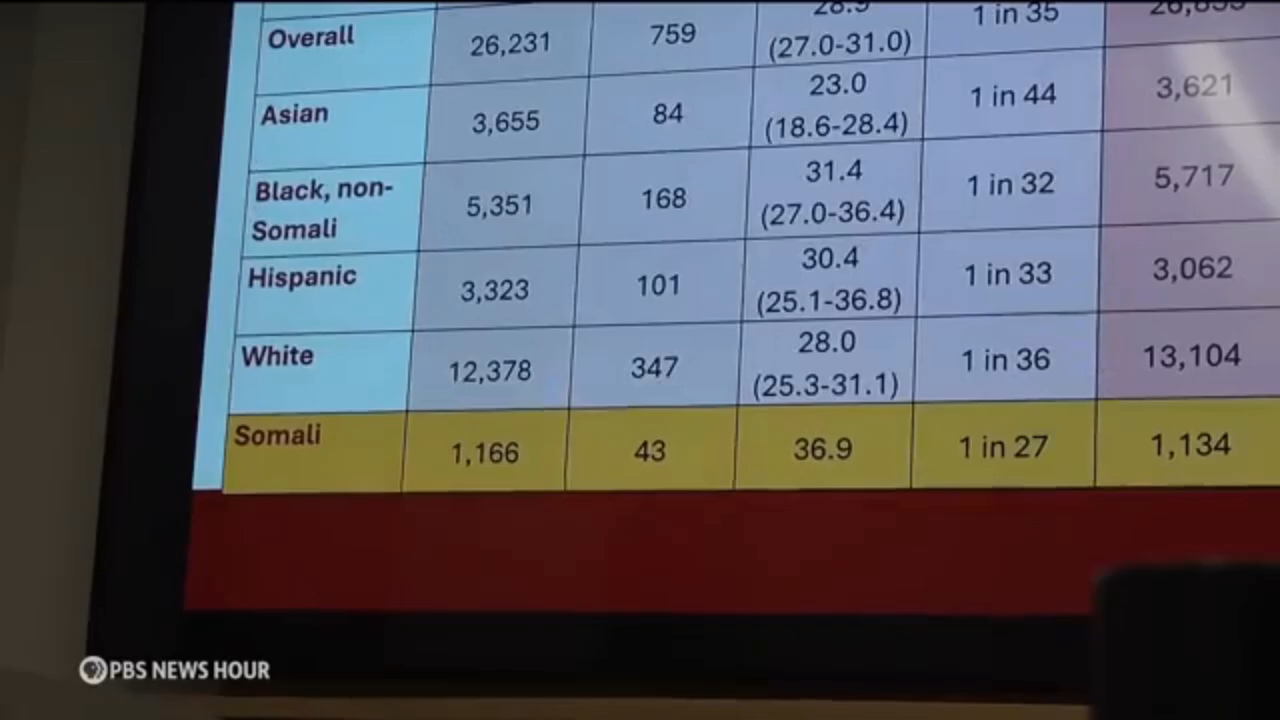 Overall 26,231 759 28.9 1 in 35
(27.0-31.0)
Asian 3,655 84 23.0 1 in 44 3,621
(18.6-28.4)
Black, non- 5,351 168 31.4 1 in 32 5,717
Somali (27.0-36.4)
Hispanic 3,323 101 30.4 1 in 33 3,062
(25.1-36.8)
White 12,378 347 28.0 1 in 36 13,104
(25.3-31.1)
Somali 1,166 43 36.9 1 in 27 1,134
PBS NEWS HOUR